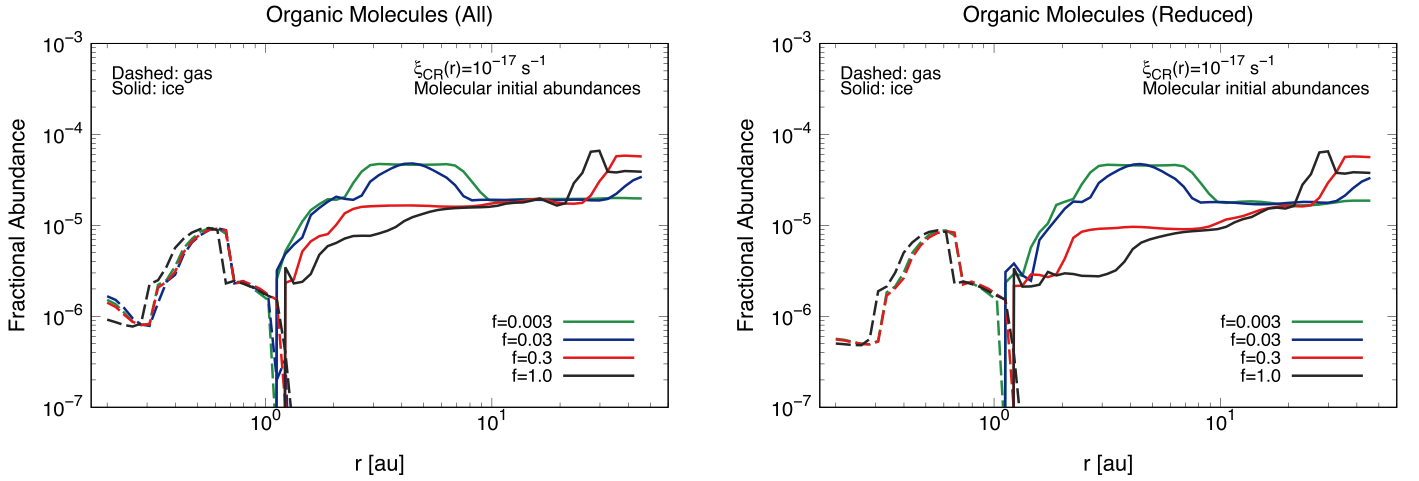 Organic Molecules (All)
Fractional Abundance
10⁻³
10⁻⁴
10⁻⁵
10⁻⁶
10⁻⁷
Dashed: gas
Solid: ice
ξCR(r)=10⁻¹⁷ s⁻¹
Molecular initial abundances
f=0.003
f=0.03
f=0.3
f=1.0
10⁰
10¹
r [au]
Organic Molecules (Reduced)
Fractional Abundance
10⁻³
10⁻⁴
10⁻⁵
10⁻⁶
10⁻⁷
Dashed: gas
Solid: ice
ξCR(r)=10⁻¹⁷ s⁻¹
Molecular initial abundances
f=0.003
f=0.03
f=0.3
f=1.0
10⁰
10¹
r [au]